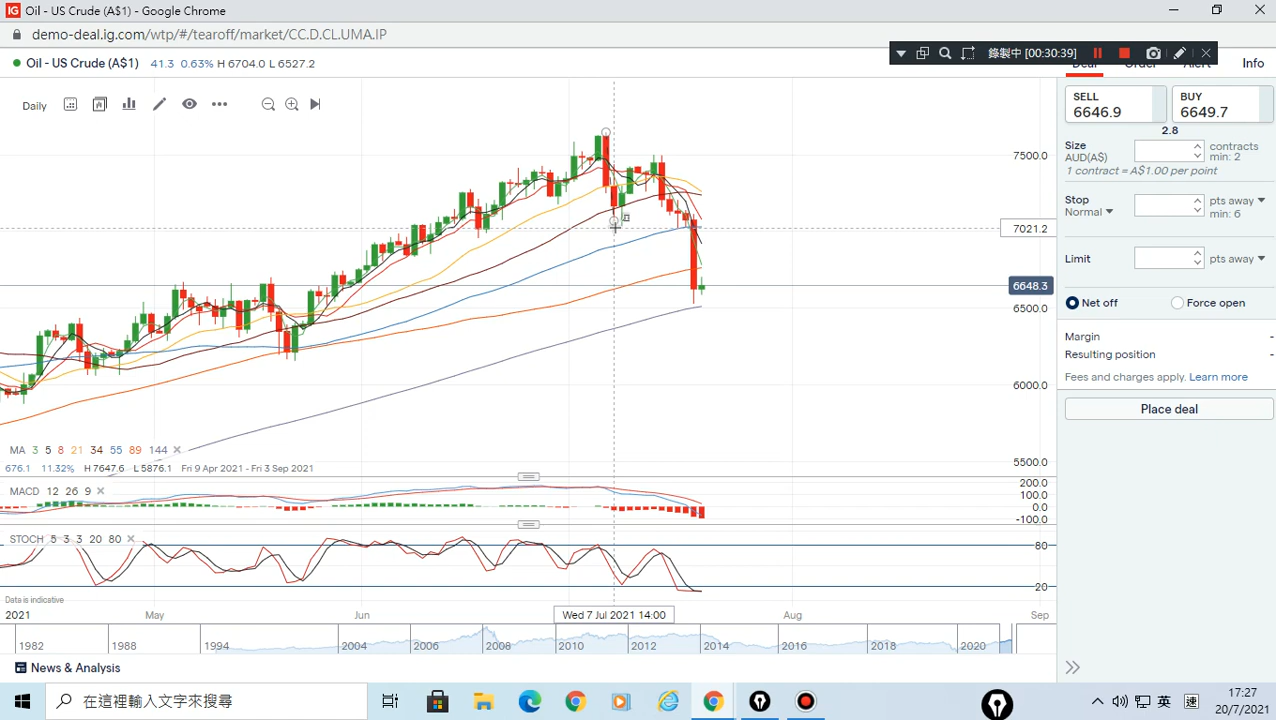 IG Oil - US Crude (A$1) - Google Chrome
demo-deal.ig.com/wtp/#/tearoff/market/CC.D.CL.UMA.IP
錄製中 [00:30:39]
Oil - US Crude (A$1) 41.3 0.63% H 6704.0 L 6527.2
Info
Daily
SELL
6646.9
BUY
6649.7
2.8
Size
AUD(A$)
contracts
min: 2
1 contract = A$1.00 per point
Stop
Normal
pts away
min: 6
Limit
pts away
Net off
Force open
Margin -
Resulting position -
Fees and charges apply. Learn more
Place deal
7500.0
7021.2
6648.3
6500.0
6000.0
5500.0
MA 3 5 8 21 34 55 89 144
676.1 11.32% H 7647.6 L 5876.1 Fri 9 Apr 2021 - Fri 3 Sep 2021
MACD 12 26 9
200.0
100.0
0.0
-100.0
STOCH 5 3 3 20 80
80
20
Data is indicative
2021 May Jun Wed 7 Jul 2021 14:00 Aug Sep
1982 1988 1994 2004 2006 2008 2010 2012 2014 2016 2018 2020
News & Analysis
在這裡輸入文字來搜尋
英
17:27
20/7/2021